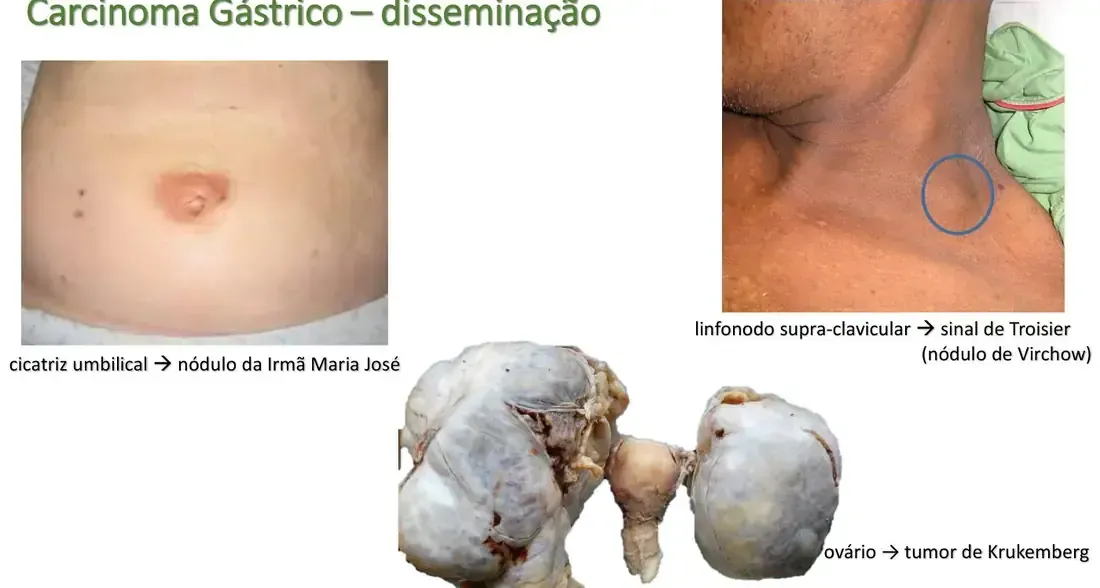 Carcinoma Gástrico – disseminação
linfonodo supra-clavicular → sinal de Troisier
(nódulo de Virchow)
cicatriz umbilical → nódulo da Irmã Maria José
ovário → tumor de Krukemberg